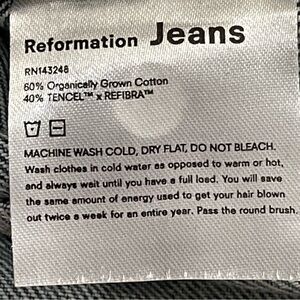 Reformation Jeans
RN143248
60% Organically Grown Cotton
40% TENCEL™ x REFIBRA™
MACHINE WASH COLD, DRY FLAT, DO NOT BLEACH.
Wash clothes in cold water as opposed to warm or hot,
and always wait until you have a full load. You will save
the same amount of energy used to get your hair blown
out twice a week for an entire year. Pass the round brush.